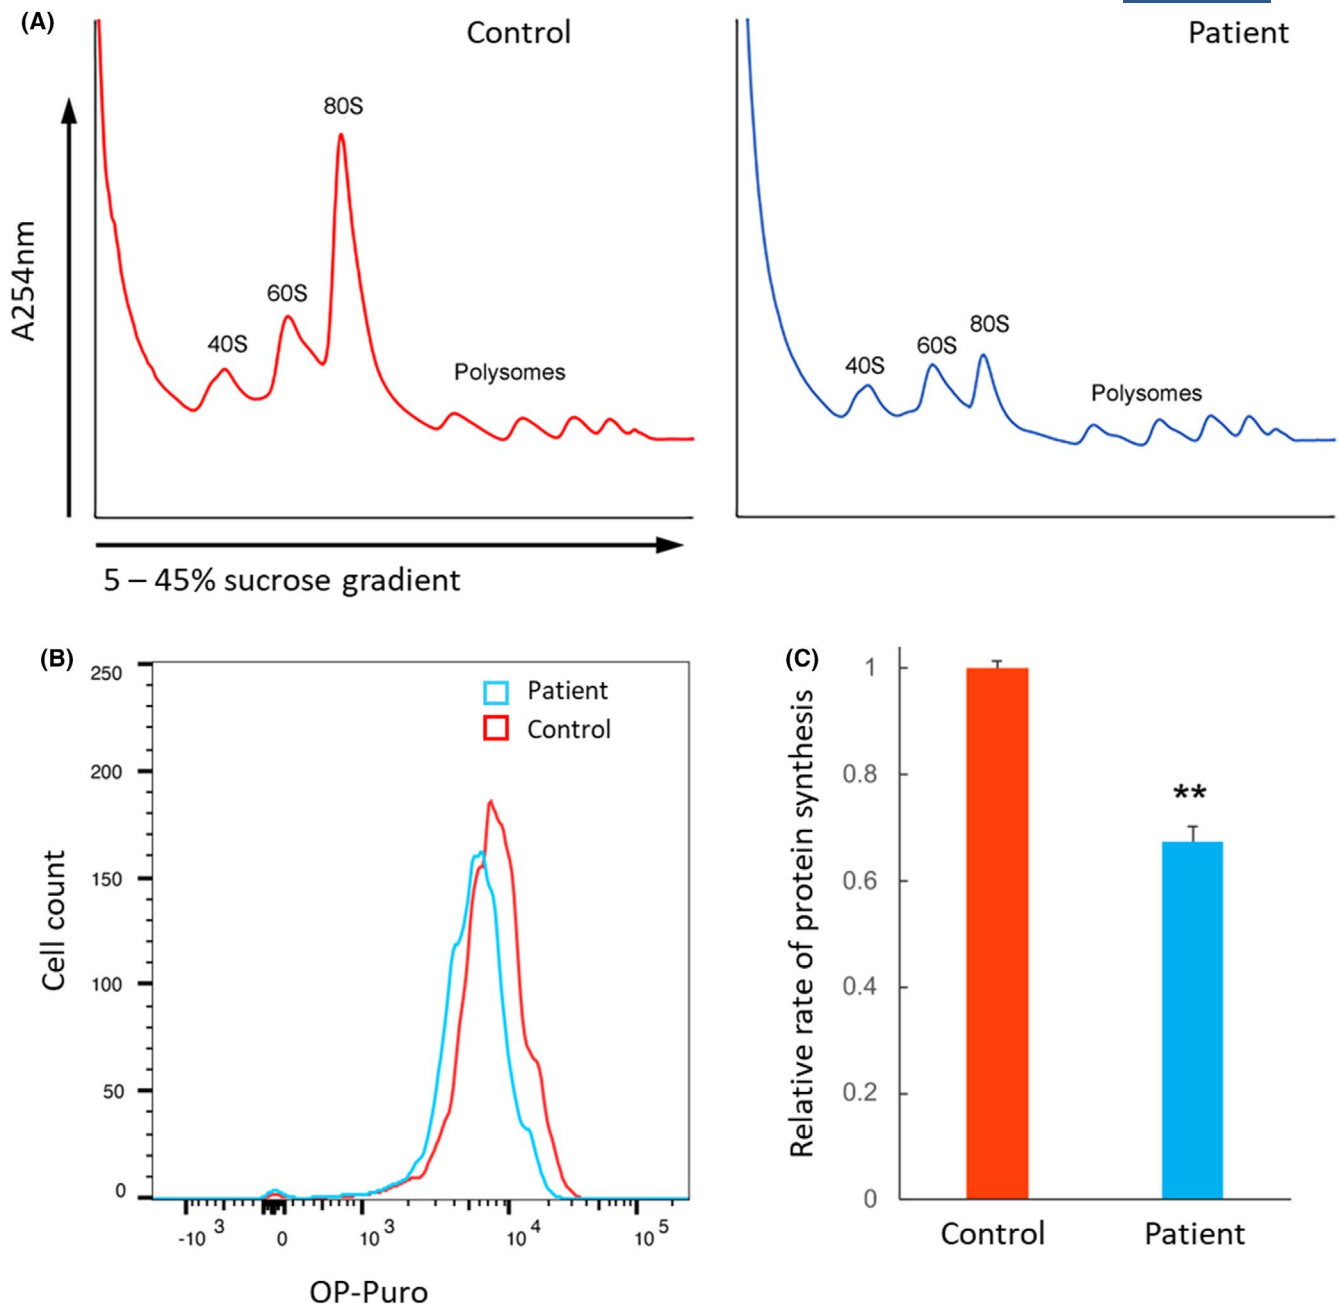 (A)
Control
Patient
80S
60S
40S
Polysomes
80S
60S
40S
Polysomes
A254nm
5 – 45% sucrose gradient
(B)
250
200
150
100
50
0
Cell count
Patient
Control
-10 3
0
10 3
10 4
10 5
OP-Puro
(C)
Relative rate of protein synthesis
1
0.8
0.6
0.4
0.2
0
**
Control
Patient